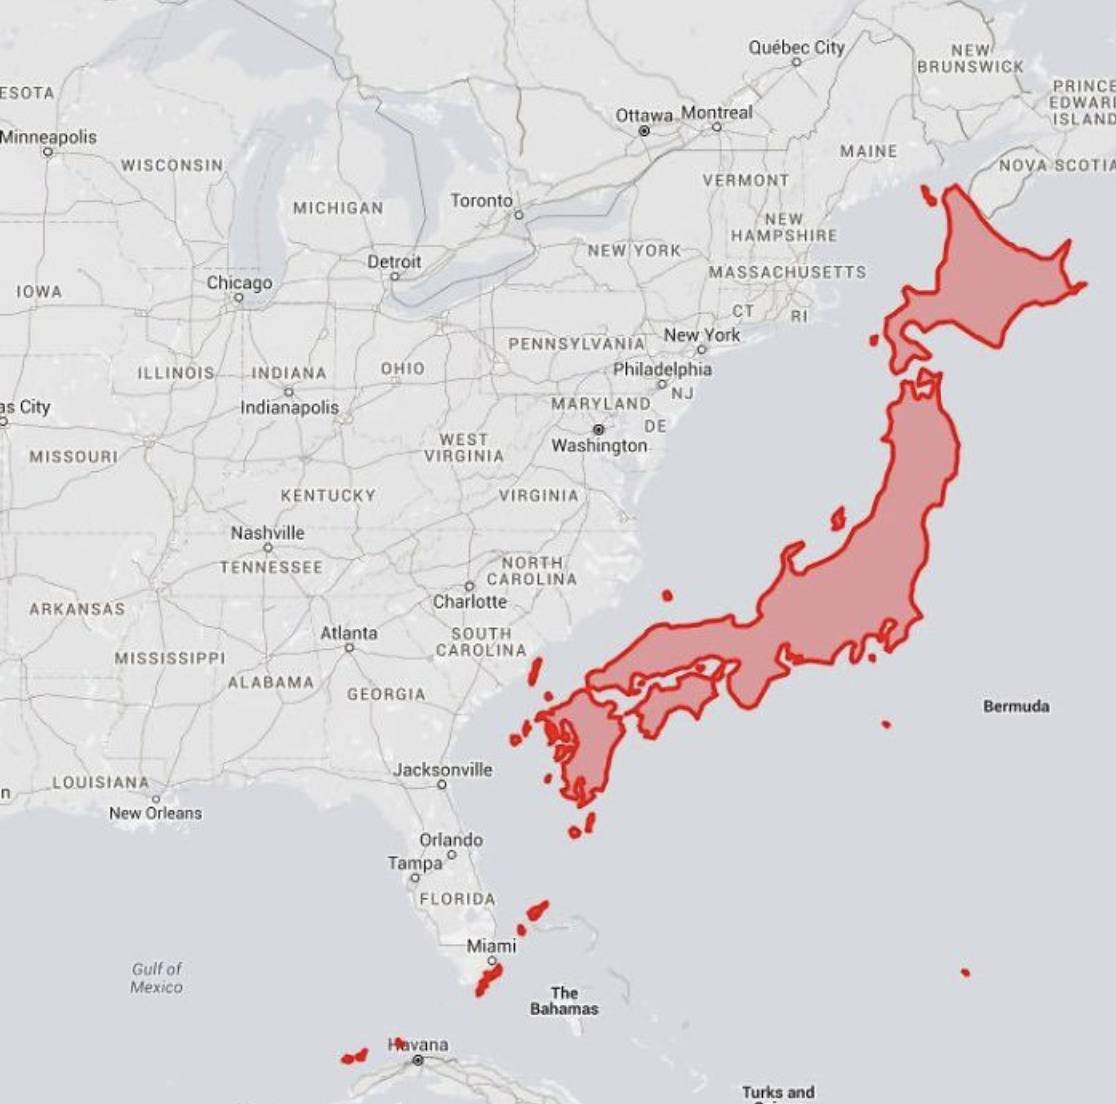 Québec City
NEW
BRUNSWICK
ESOTA
PRINCE
EDWARD
ISLAND
Minneapolis
Ottawa
Montreal
WISCONSIN
MAINE
NOVA SCOTIA
VERMONT
Toronto
MICHIGAN
NEW
HAMPSHIRE
NEW YORK
Detroit
MASSACHUSETTS
Chicago
IOWA
CT
RI
New York
PENNSYLVANIA
ILLINOIS
INDIANA
OHIO
Philadelphia
NJ
as City
Indianapolis
MARYLAND
DE
Washington
WEST
VIRGINIA
MISSOURI
KENTUCKY
VIRGINIA
Nashville
TENNESSEE
NORTH
CAROLINA
Charlotte
ARKANSAS
Atlanta
SOUTH
CAROLINA
MISSISSIPPI
ALABAMA
GEORGIA
Bermuda
Jacksonville
LOUISIANA
n
New Orleans
Orlando
Tampa
FLORIDA
Miami
Gulf of
Mexico
The
Bahamas
Havana
Turks and